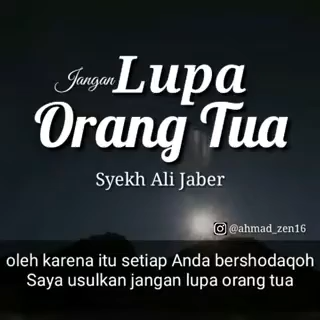 Jangan Lupa
Orang Tua
Syekh Ali Jaber
@ahmad_zen16
oleh karena itu setiap Anda bershodaqoh
Saya usulkan jangan lupa orang tua